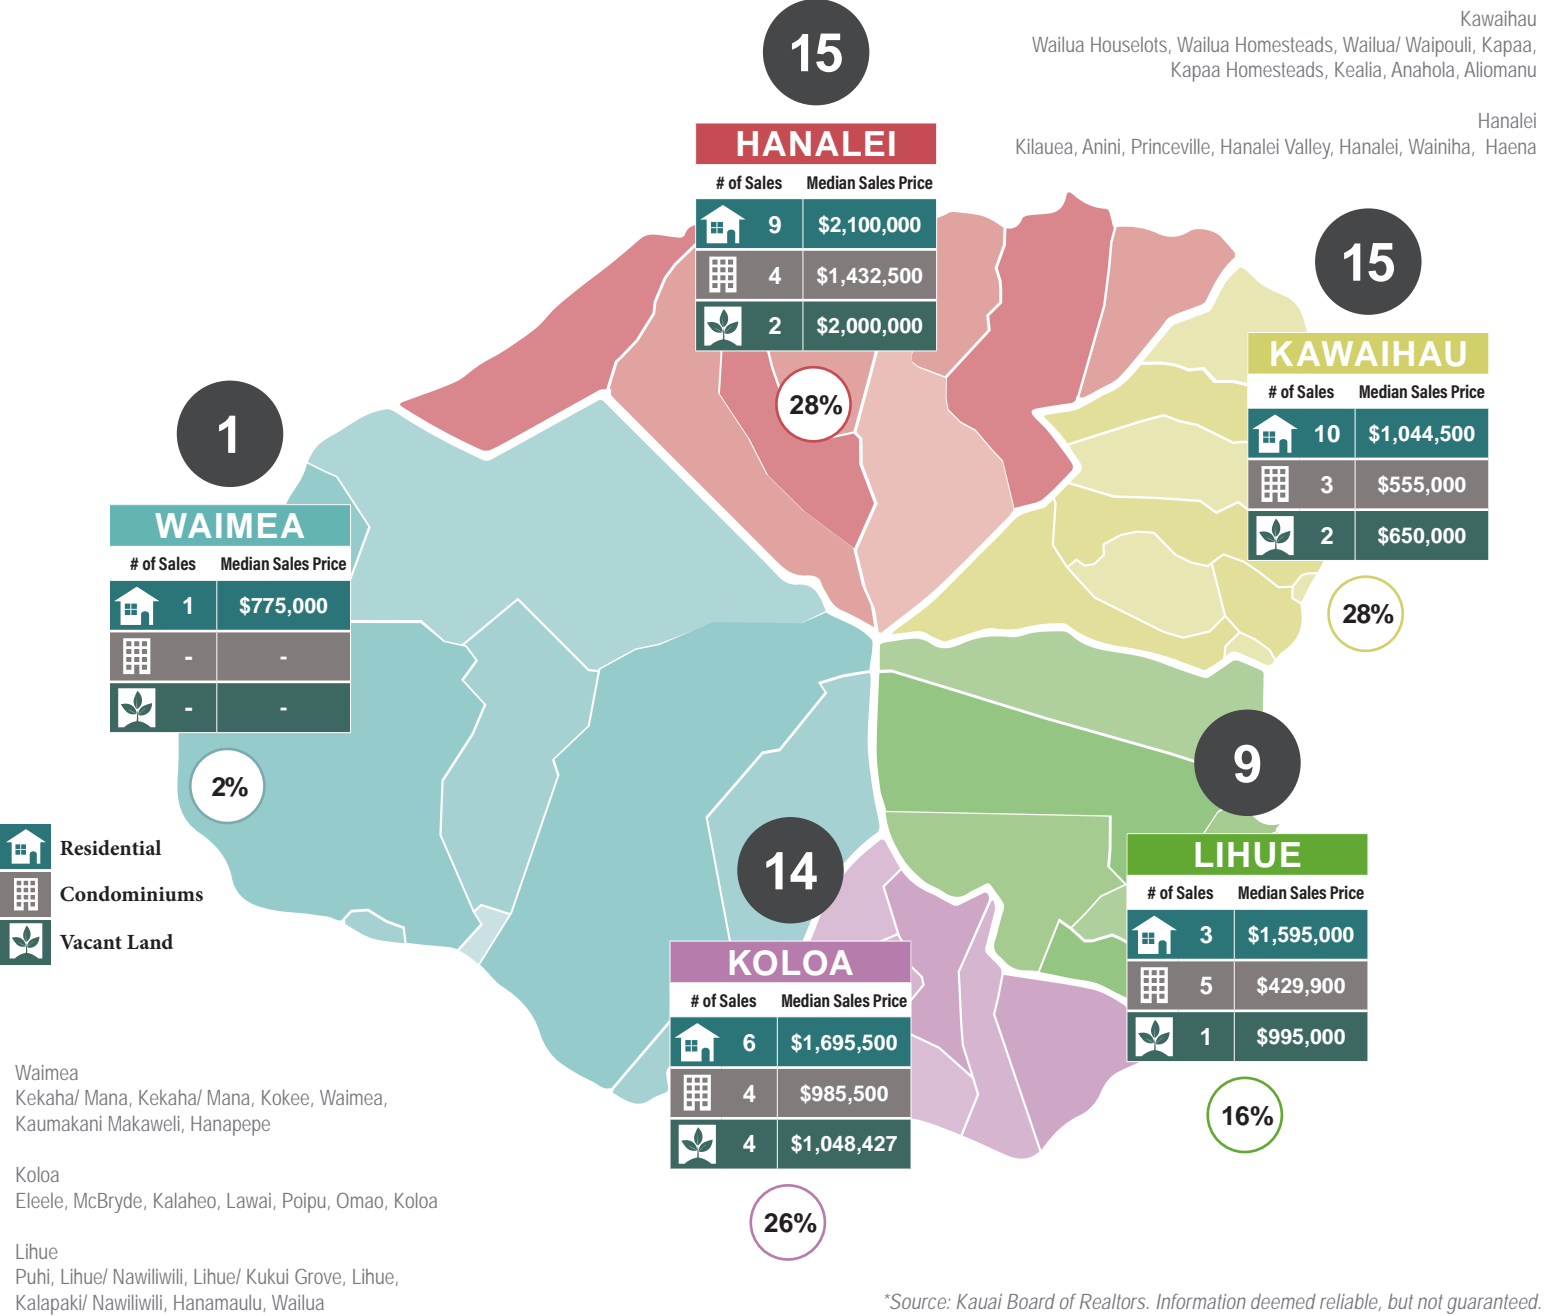 Kawaihau
Wailua Houselots, Wailua Homesteads, Wailua/ Waipouli, Kapaa,
Kapaa Homesteads, Kealia, Anahola, Aliomanu
Hanalei
Kilauea, Anini, Princeville, Hanalei Valley, Hanalei, Wainiha, Haena
15
HANALEI
# of Sales Median Sales Price
9 $2,100,000
4 $1,432,500
2 $2,000,000
28%
15
KAWAIHAU
# of Sales Median Sales Price
10 $1,044,500
3 $555,000
2 $650,000
28%
1
WAIMEA
# of Sales Median Sales Price
1 $775,000
- -
- -
2%
Residential
Condominiums
Vacant Land
9
LIHUE
# of Sales Median Sales Price
3 $1,595,000
5 $429,900
1 $995,000
16%
14
KOLOA
# of Sales Median Sales Price
6 $1,695,500
4 $985,500
4 $1,048,427
26%
Waimea
Kekaha/ Mana, Kekaha/ Mana, Kokee, Waimea,
Kaumakani Makaweli, Hanapepe
Koloa
Eleele, McBryde, Kalaheo, Lawai, Poipu, Omao, Koloa
Lihue
Puhi, Lihue/ Nawiliwili, Lihue/ Kukui Grove, Lihue,
Kalapaki/ Nawiliwili, Hanamaulu, Wailua
*Source: Kauai Board of Realtors. Information deemed reliable, but not guaranteed.